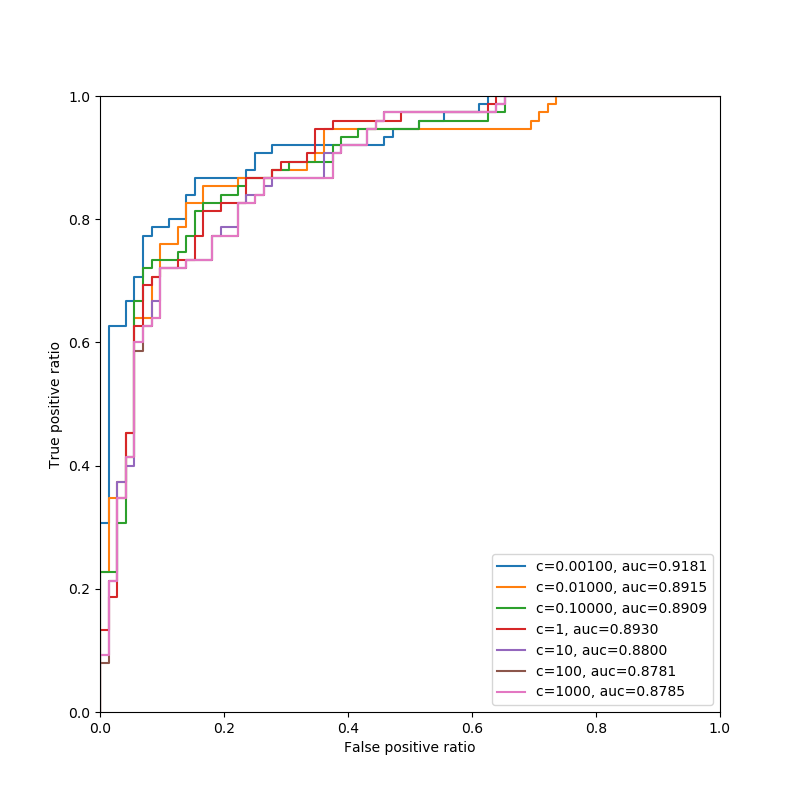 1.0
0.8
0.6
0.4
0.2
0.0
True positive ratio
c=0.00100, auc=0.9181
c=0.01000, auc=0.8915
c=0.10000, auc=0.8909
c=1, auc=0.8930
c=10, auc=0.8800
c=100, auc=0.8781
c=1000, auc=0.8785
0.0 0.2 0.4 0.6 0.8 1.0
False positive ratio